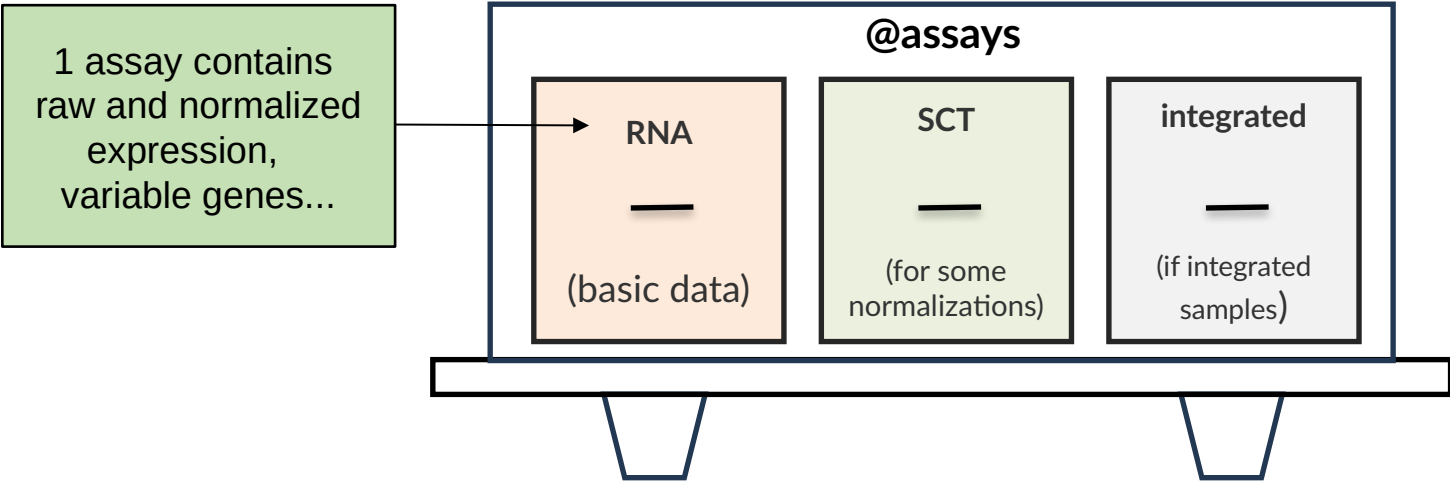 1 assay contains
raw and normalized
expression,
variable genes...
@assays
RNA
(basic data)
SCT
(for some
normalizations)
integrated
(if integrated
samples)